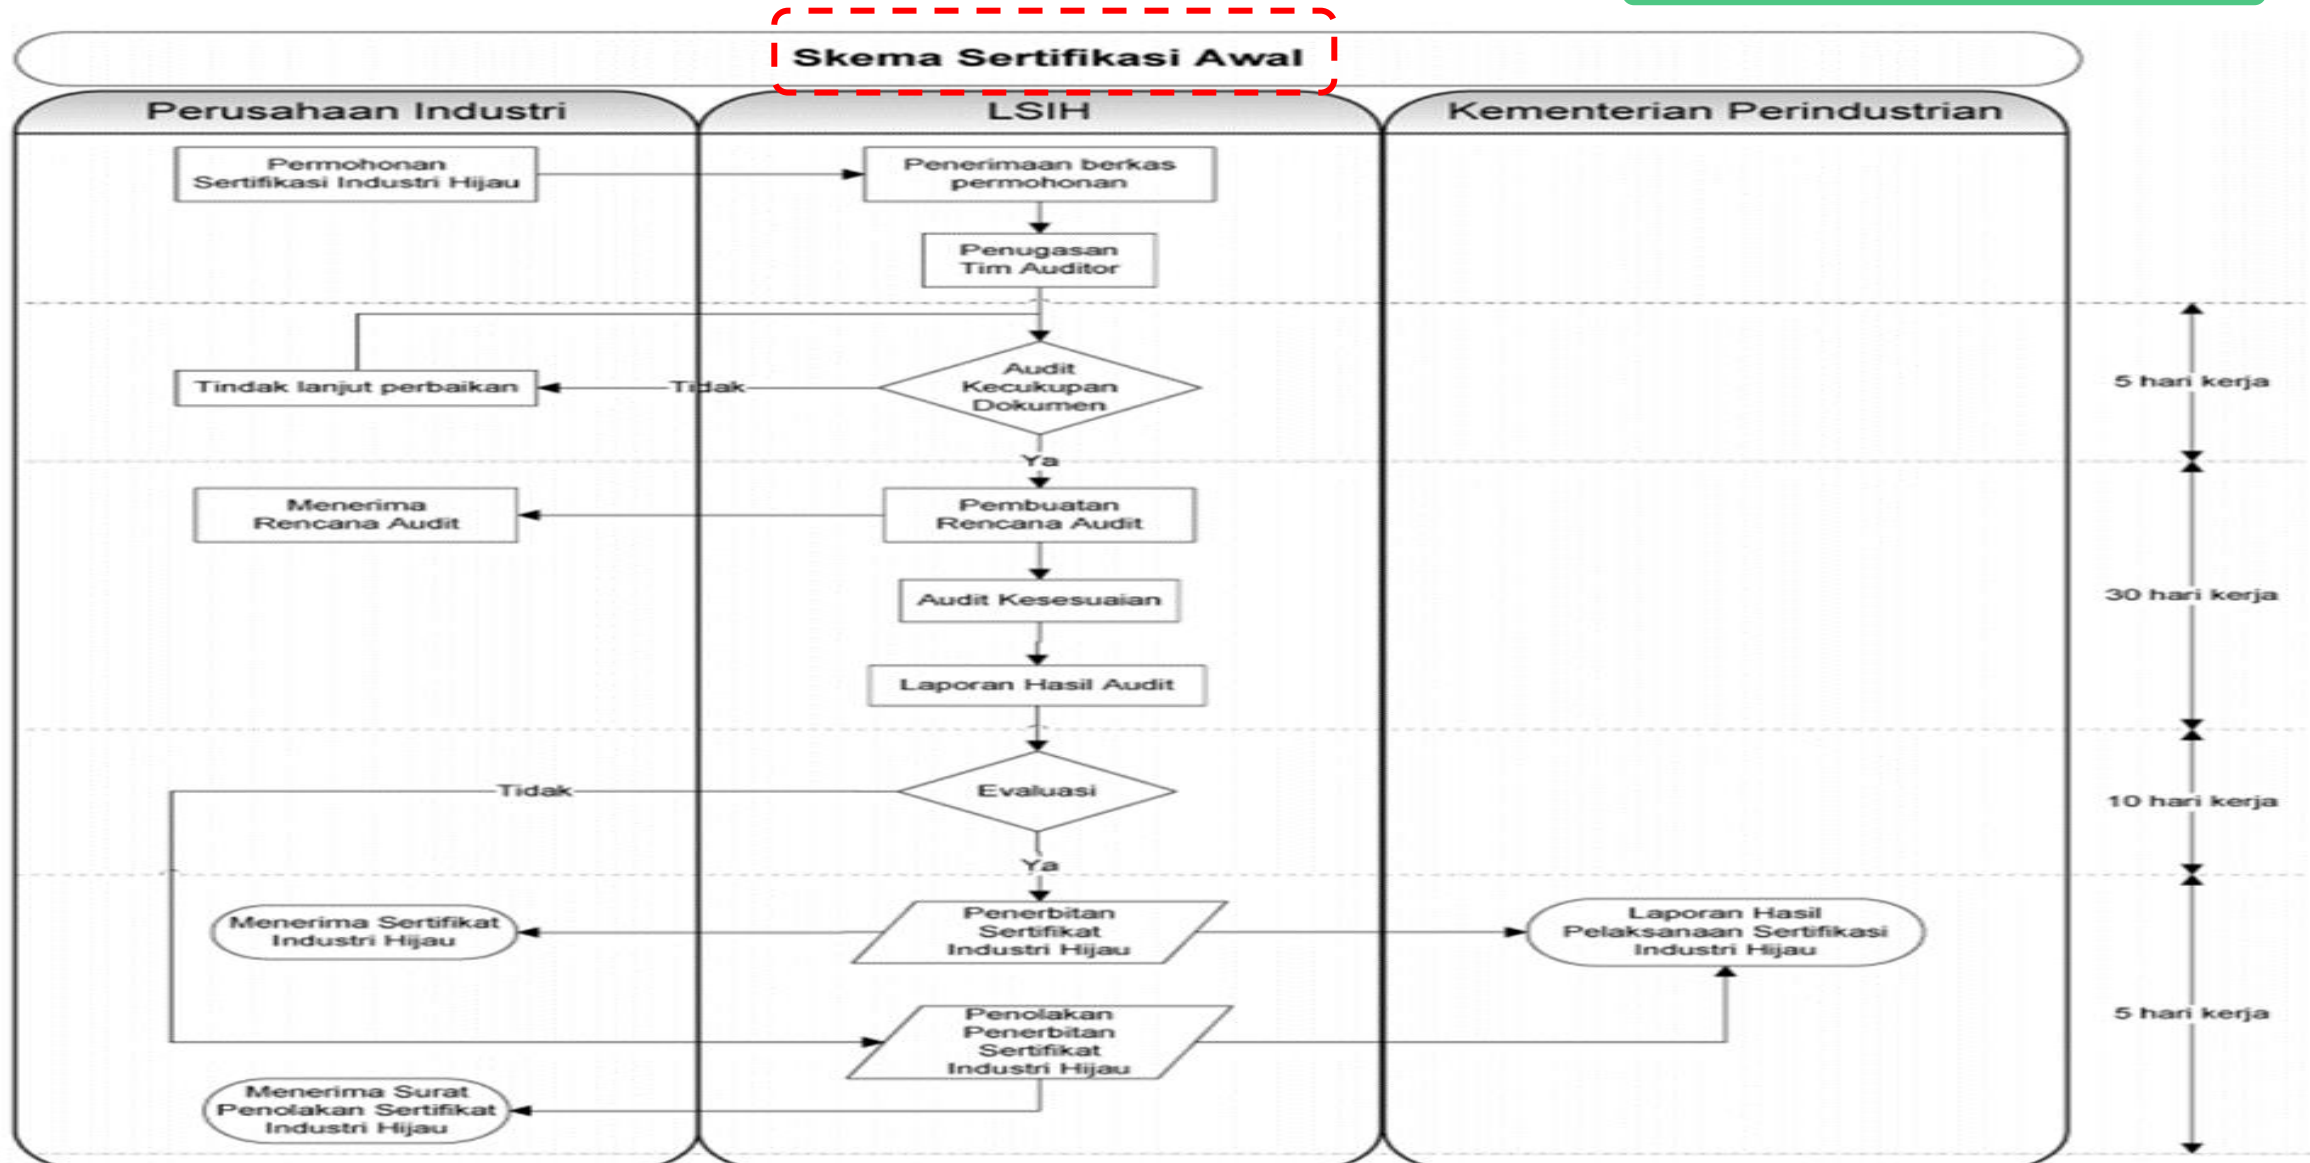 Skema Sertifikasi Awal
Perusahaan Industri
LSIH
Kementerian Perindustrian
Permohonan
Sertifikasi Industri Hijau
Penerimaan berkas
permohonan
Penugasan
Tim Auditor
Tindak lanjut perbaikan
Tidak
Audit
Kecukupan
Dokumen
5 hari kerja
Ya
Menerima
Rencana Audit
Pembuatan
Rencana Audit
Audit Kesesuaian
30 hari kerja
Laporan Hasil Audit
Tidak
Evaluasi
10 hari kerja
Ya
Menerima Sertifikat
Industri Hijau
Penerbitan
Sertifikat
Industri Hijau
Laporan Hasil
Pelaksanaan Sertifikasi
Industri Hijau
Penolakan
Penerbitan
Sertifikat
Industri Hijau
5 hari kerja
Menerima Surat
Penolakan Sertifikat
Industri Hijau